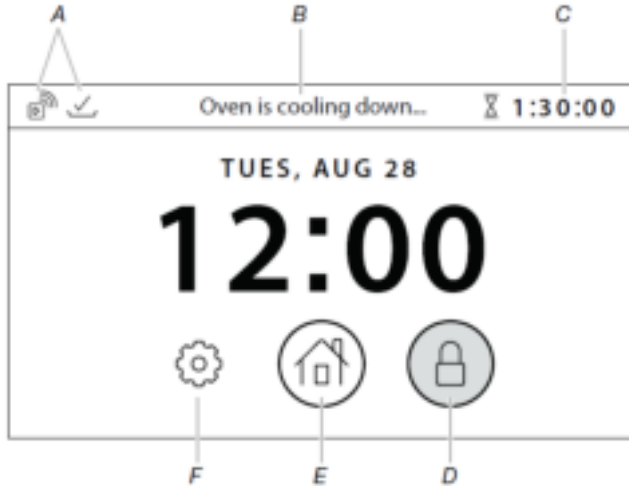 A B C
Oven is cooling down... 1:30:00
TUES, AUG 28
12:00
F E D